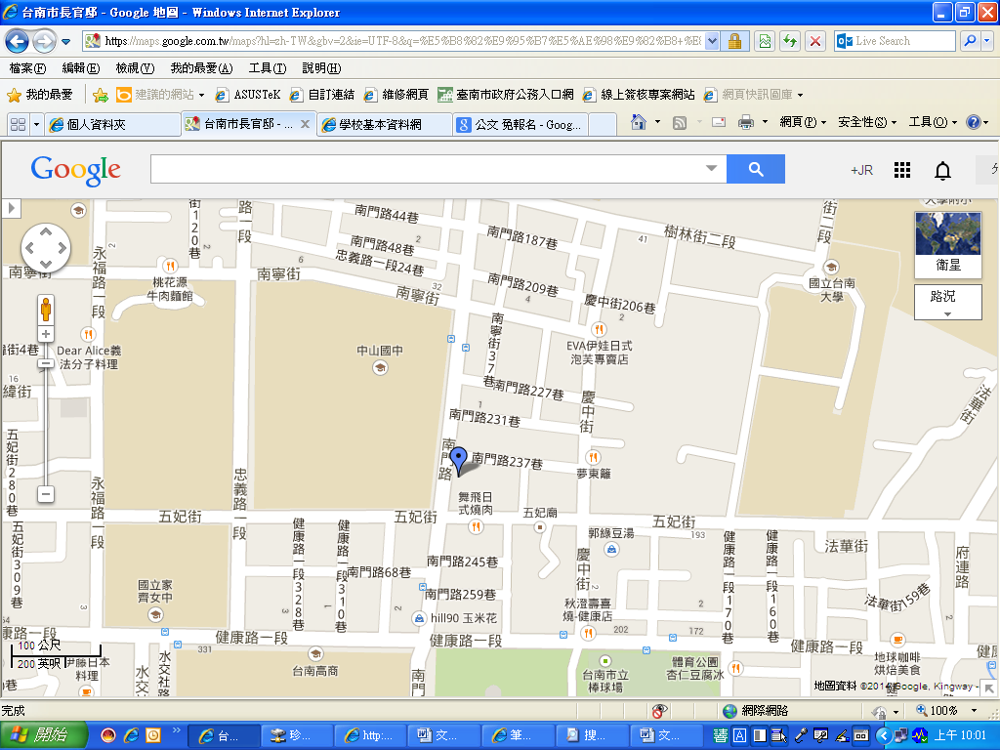 台南市長官邸 - Google 地圖 - Windows Internet Explorer
https://maps.google.com.tw/maps?hl=zh-TW&gbv=2&ie=UTF-8&q=%E5%B8%82%E9%95%B7%E5%AE%98%E9%82%B8+
Live Search
檔案(F) 編輯(E) 檢視(V) 我的最愛(A) 工具(T) 說明(H)
我的最愛 建議的網站 ASUSTeK 自訂連結 維修網頁 臺南市政府公務入口網 線上簽核專案網站 網頁快訊圖庫
個人資料夾 台南市長官邸 - ... 學校基本資料網 公文 免報名 - Goog... 網頁(P) 安全性(S) 工具(O)
Google
+JR
衛星
路況
街120巷
路一段
南門路44巷
南門路187巷
樹林街二段
街二段
南門路48巷
忠義路一段24巷
永福路一段
南寧街
南寧街
南寧街
南門路209巷
慶中街206巷
桃花源
牛肉麵館
國立台南
大學
南寧街37巷
EVA伊娃日式
泡芙專賣店
中山國中
Dear Alice義
法分子料理
街4巷
緯街
南門路227巷
慶中街
法華街
南門路231巷
五妃街280巷
南門路
南門路237巷
夢東籬
永福路一段
忠義路一段
舞飛日
式燒肉
五妃街
五妃街
五妃廟
五妃街
郭綠豆湯
193
法華街
五妃街309巷
健康路一段328巷
健康路一段310巷
南門路68巷
南門路245巷
慶中街
健康路一段170巷
健康路一段160巷
府連路
國立家
齊女中
南門路259巷
法華街159巷
hill90 玉米花
秋澄壽喜
燒-健康店
健康路一段
健康路一段
202
172
健康路一段
331
100 公尺
200 英呎
伊藤日本
料理
水交社
台南高商
南門
台南市立
棒球場
體育公園
杏仁豆腐冰
地球咖啡
烘焙美食
地圖資料 ©2014 Google, Kingway -
完成
網際網路
100%
開始
台...
珍...
http:...
文...
筆...
搜...
文...
上午 10:01